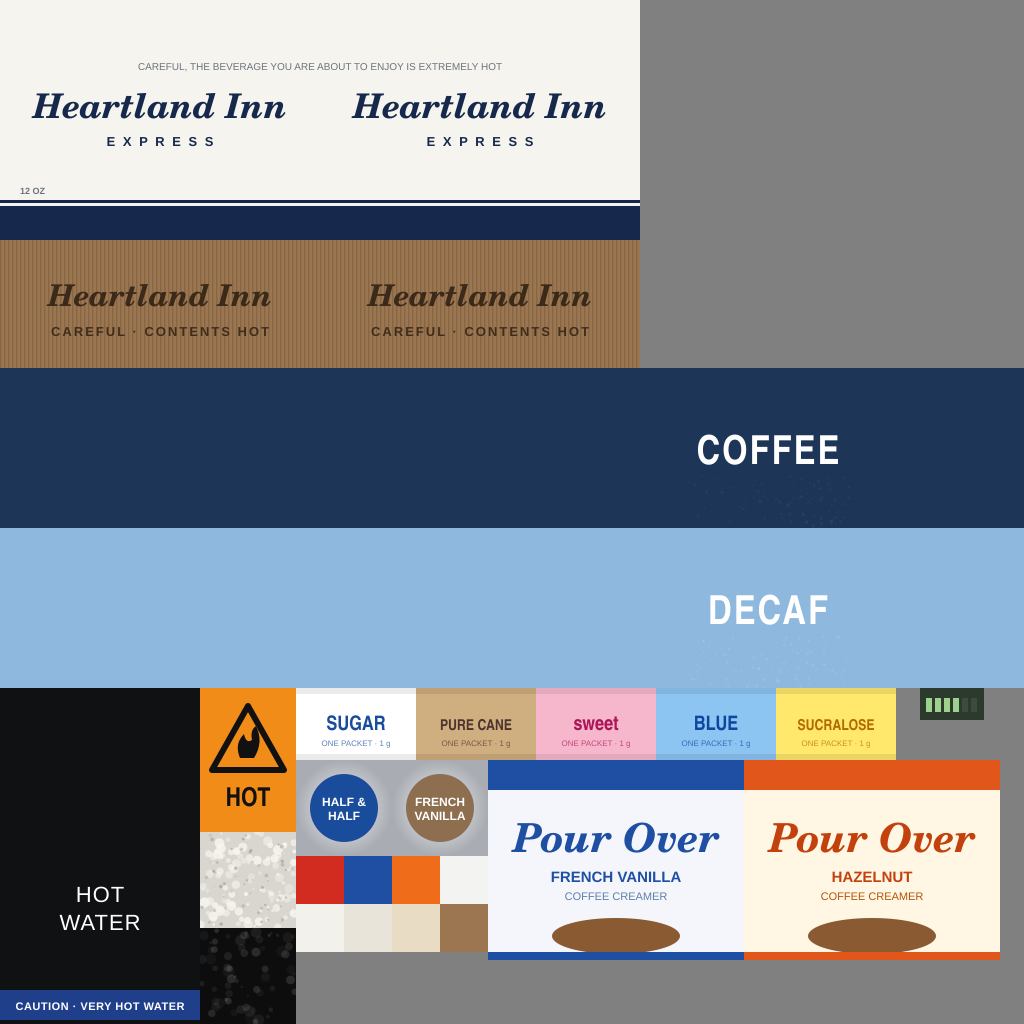 CAREFUL, THE BEVERAGE YOU ARE ABOUT TO ENJOY IS EXTREMELY HOT
Heartland Inn Heartland Inn
EXPRESS EXPRESS
12 OZ
Heartland Inn Heartland Inn
CAREFUL · CONTENTS HOT CAREFUL · CONTENTS HOT
COFFEE
DECAF
HOT
WATER
CAUTION · VERY HOT WATER
HOT
SUGAR
ONE PACKET · 1 g
PURE CANE
ONE PACKET · 1 g
sweet
ONE PACKET · 1 g
BLUE
ONE PACKET · 1 g
SUCRALOSE
ONE PACKET · 1 g
HALF &
HALF
FRENCH
VANILLA
Pour Over
FRENCH VANILLA
COFFEE CREAMER
Pour Over
HAZELNUT
COFFEE CREAMER